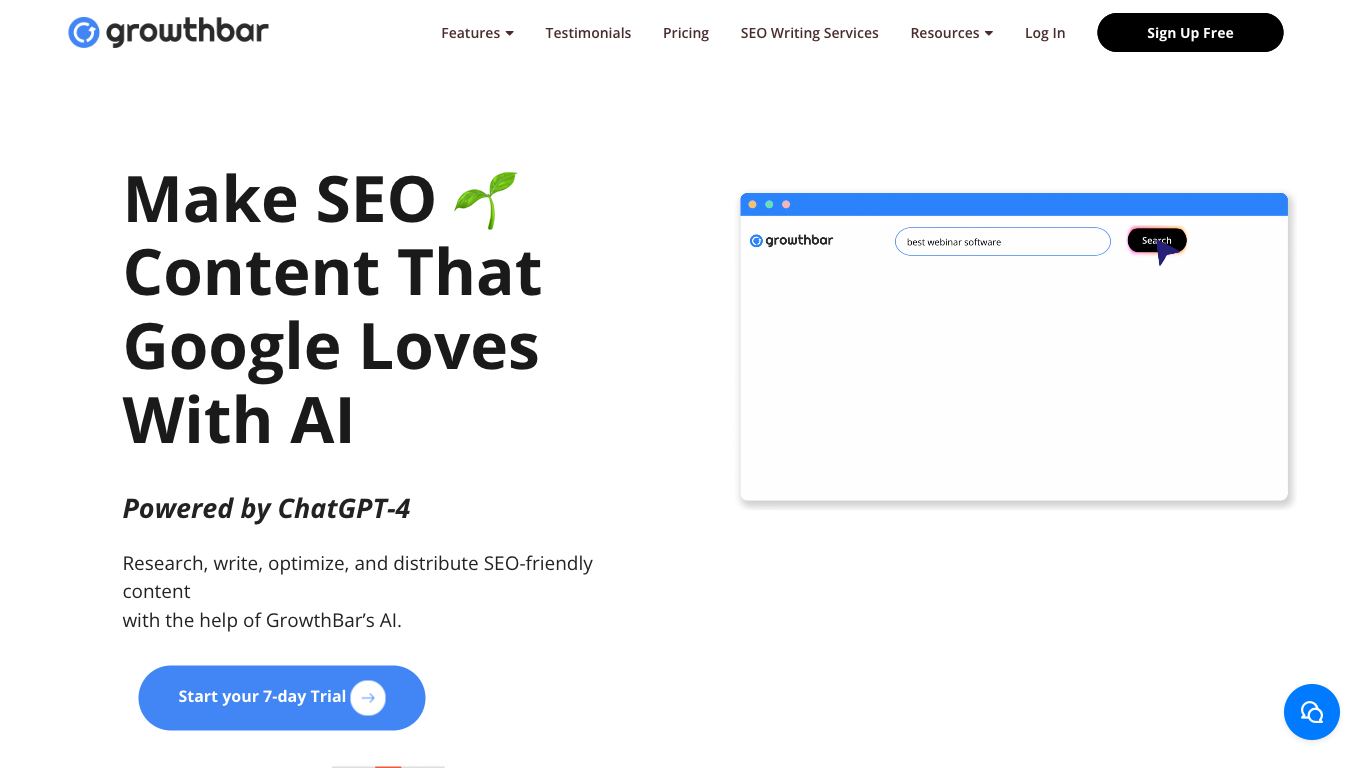 growthbar
Features
Testimonials
Pricing
SEO Writing Services
Resources
Log In
Sign Up Free
Make SEO 🌱
Content That
Google Loves
With AI
Powered by ChatGPT-4
Research, write, optimize, and distribute SEO-friendly
content
with the help of GrowthBar’s AI.
Start your 7-day Trial
growthbar
best webinar software
Search